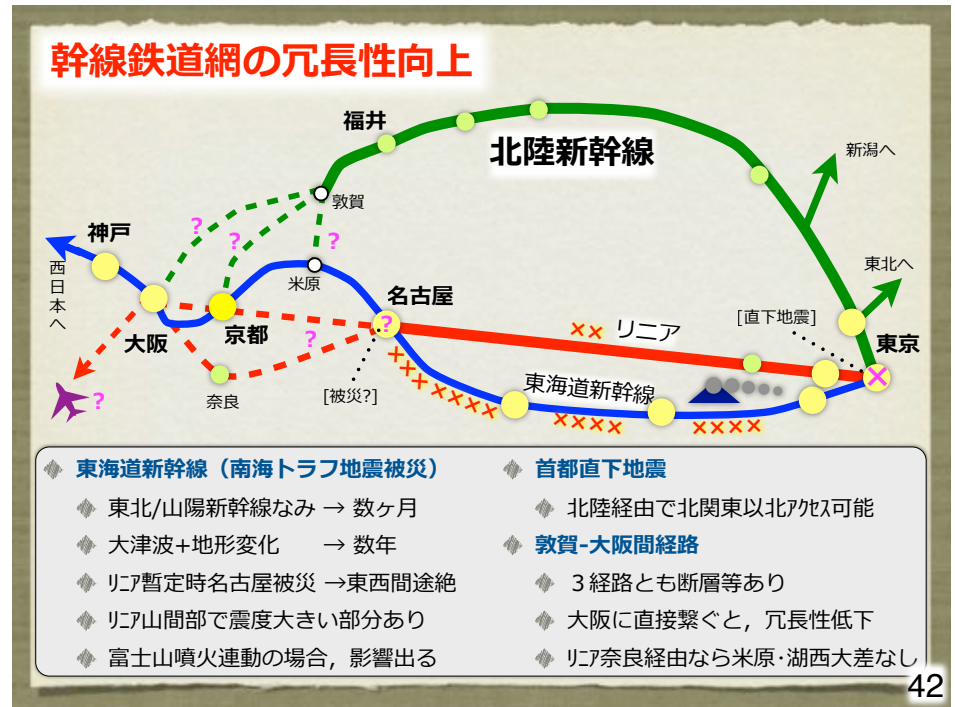 幹線鉄道網の冗長性向上
福井
北陸新幹線
新潟へ
敦賀
?
?
?
神戸
東北へ
西日本へ
米原
名古屋
?
[直下地震]
×× リニア
大阪
京都
?
東京
×
奈良
[被災?]
東海道新幹線
××××××××
××××
××××
?
東海道新幹線（南海トラフ地震被災）
東北/山陽新幹線なみ → 数ヶ月
大津波+地形変化 → 数年
ﾘﾆｱ暫定時名古屋被災 →東西間途絶
ﾘﾆｱ山間部で震度大きい部分あり
富士山噴火連動の場合，影響出る
首都直下地震
北陸経由で北関東以北ｱｸｾｽ可能
敦賀-大阪間経路
３経路とも断層等あり
大阪に直接繋ぐと，冗長性低下
ﾘﾆｱ奈良経由なら米原･湖西大差なし
42